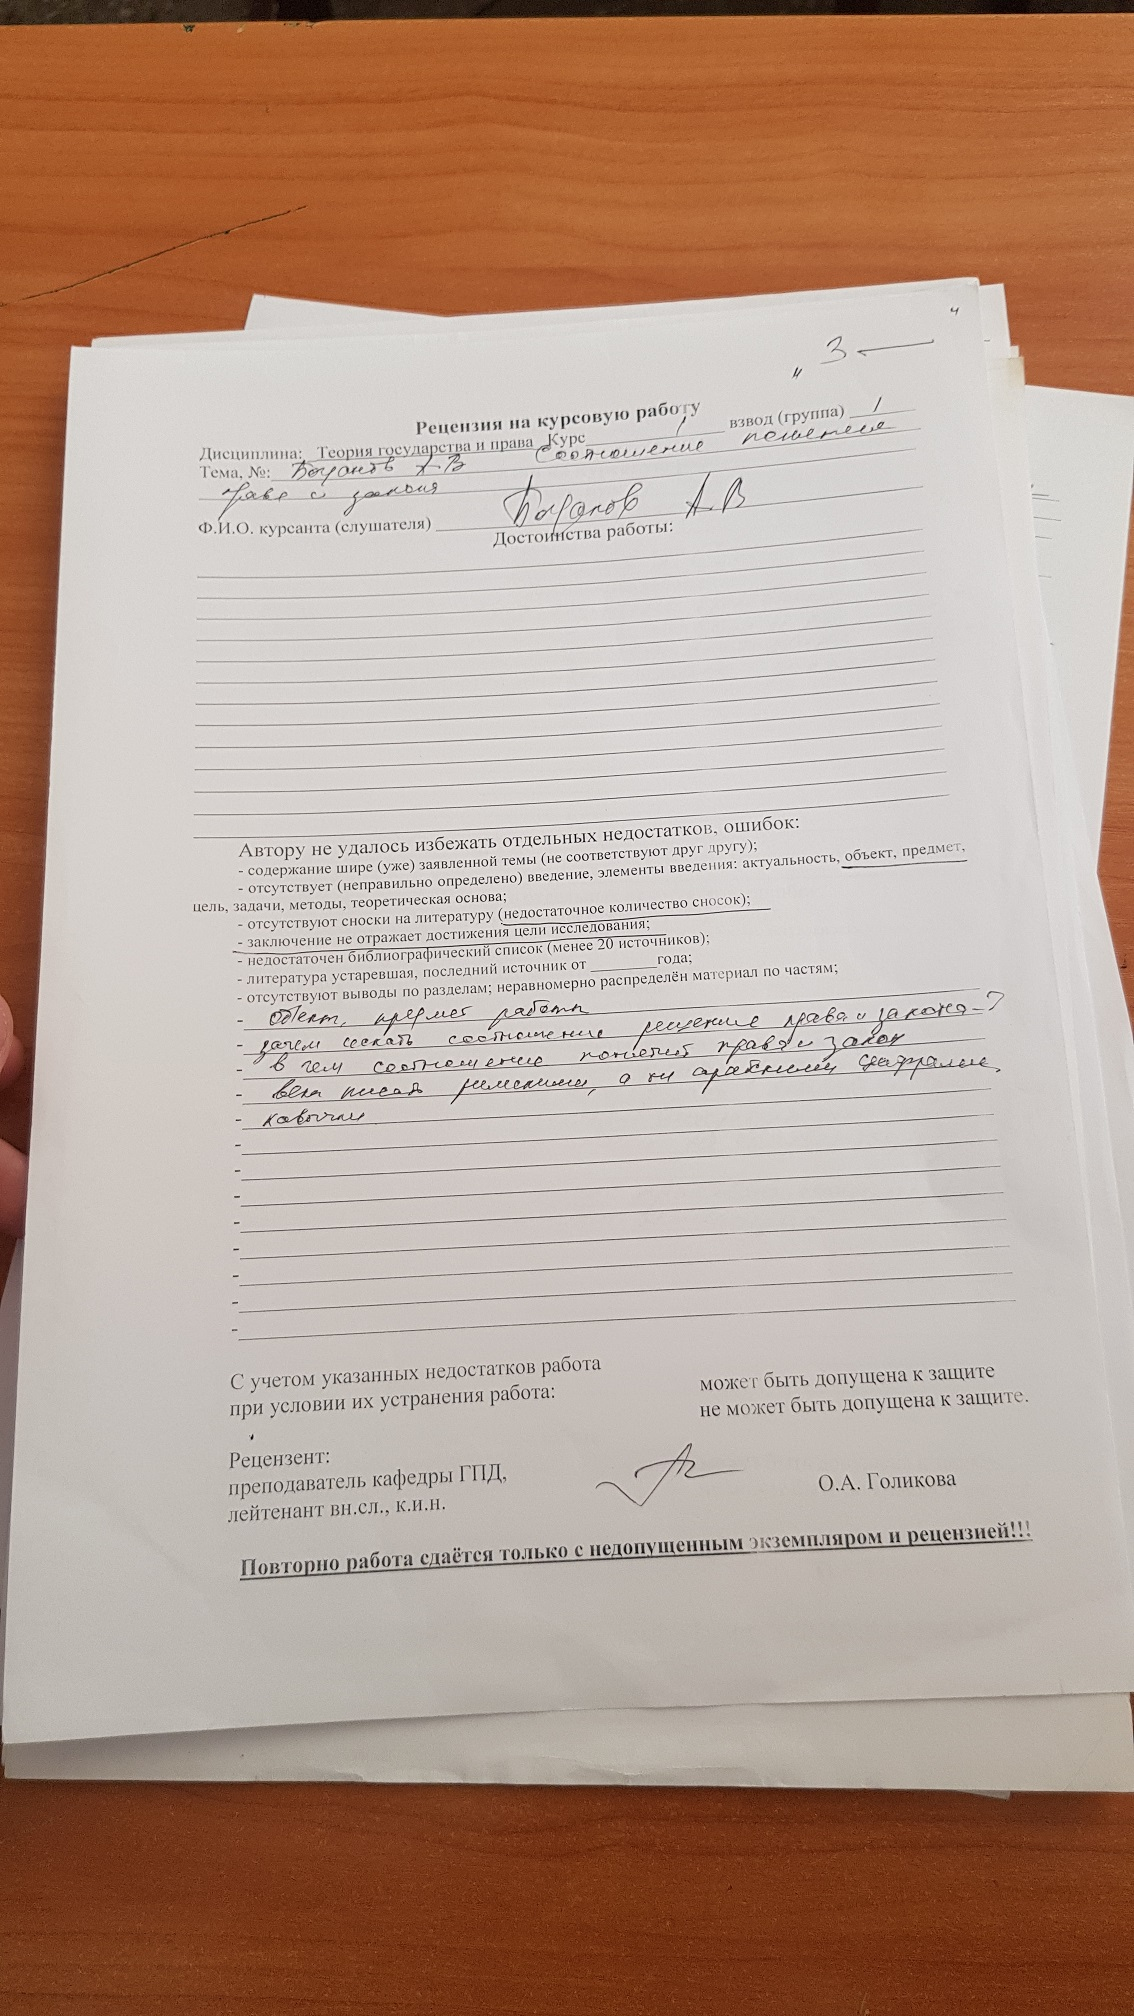 „ 3 — "
Рецензия на курсовую работу
Дисциплина: Теория государства и права Курс 1 взвод (группа) 1
Тема, №: А.В Соотношение
права и закона
Ф.И.О. курсанта (слушателя) А В
Достоинства работы:
Автору не удалось избежать отдельных недостатков, ошибок:
- содержание шире (уже) заявленной темы (не соответствуют друг другу);
- отсутствует (неправильно определено) введение, элементы введения: актуальность, объект, предмет,
цель, задачи, методы, теоретическая основа;
- отсутствуют сноски на литературу (недостаточное количество сносок);
- заключение не отражает достижения цели исследования;
- недостаточен библиографический список (менее 20 источников);
- литература устаревшая, последний источник от ________года;
- отсутствуют выводы по разделам; неравномерно распределён материал по частям;
- объект, предмет работы
- зачем искать соотношение права и закона-?
- в чем соотношение понятий права и закон
- века писать римскими, а не арабскими цифрами.
- кавычки
-
-
-
-
-
-
-
-
С учетом указанных недостатков работа может быть допущена к защите
при условии их устранения работа: не может быть допущена к защите.
Рецензент:
преподаватель кафедры ГПД,
лейтенант вн.сл., к.и.н. О.А. Голикова
Повторно работа сдаётся только с недопущенным экземпляром и рецензией!!!